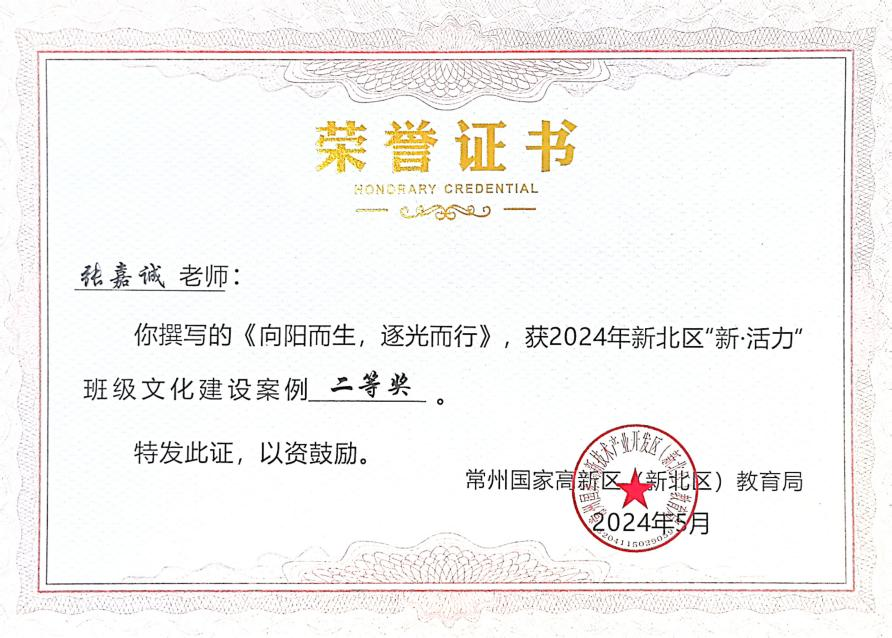 荣誉证书
HONORARY CREDENTIAL
张嘉诚 老师：
你撰写的《向阳而生，逐光而行》，获2024年新北区“新·活力”
班级文化建设案例二等奖。
特发此证，以资鼓励。
常州国家高新区（新北区）教育局
2024年5月